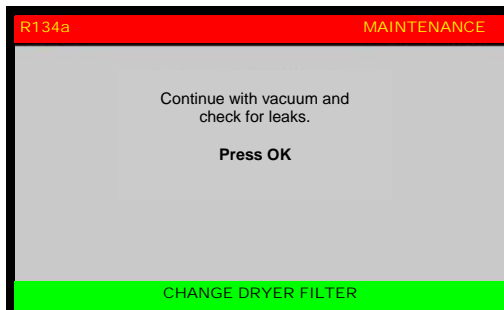 R134a MAINTENANCE
Continue with vacuum and
check for leaks.
Press OK
CHANGE DRYER FILTER